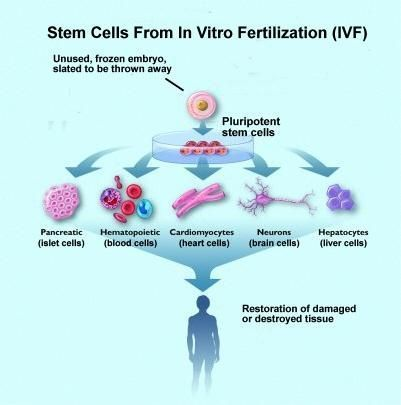 Stem Cells From In Vitro Fertilization (IVF)
Unused, frozen embryo,
slated to be thrown away
Pluripotent
stem cells
Pancreatic
(islet cells)
Hematopoietic
(blood cells)
Cardiomyocytes
(heart cells)
Neurons
(brain cells)
Hepatocytes
(liver cells)
Restoration of damaged
or destroyed tissue